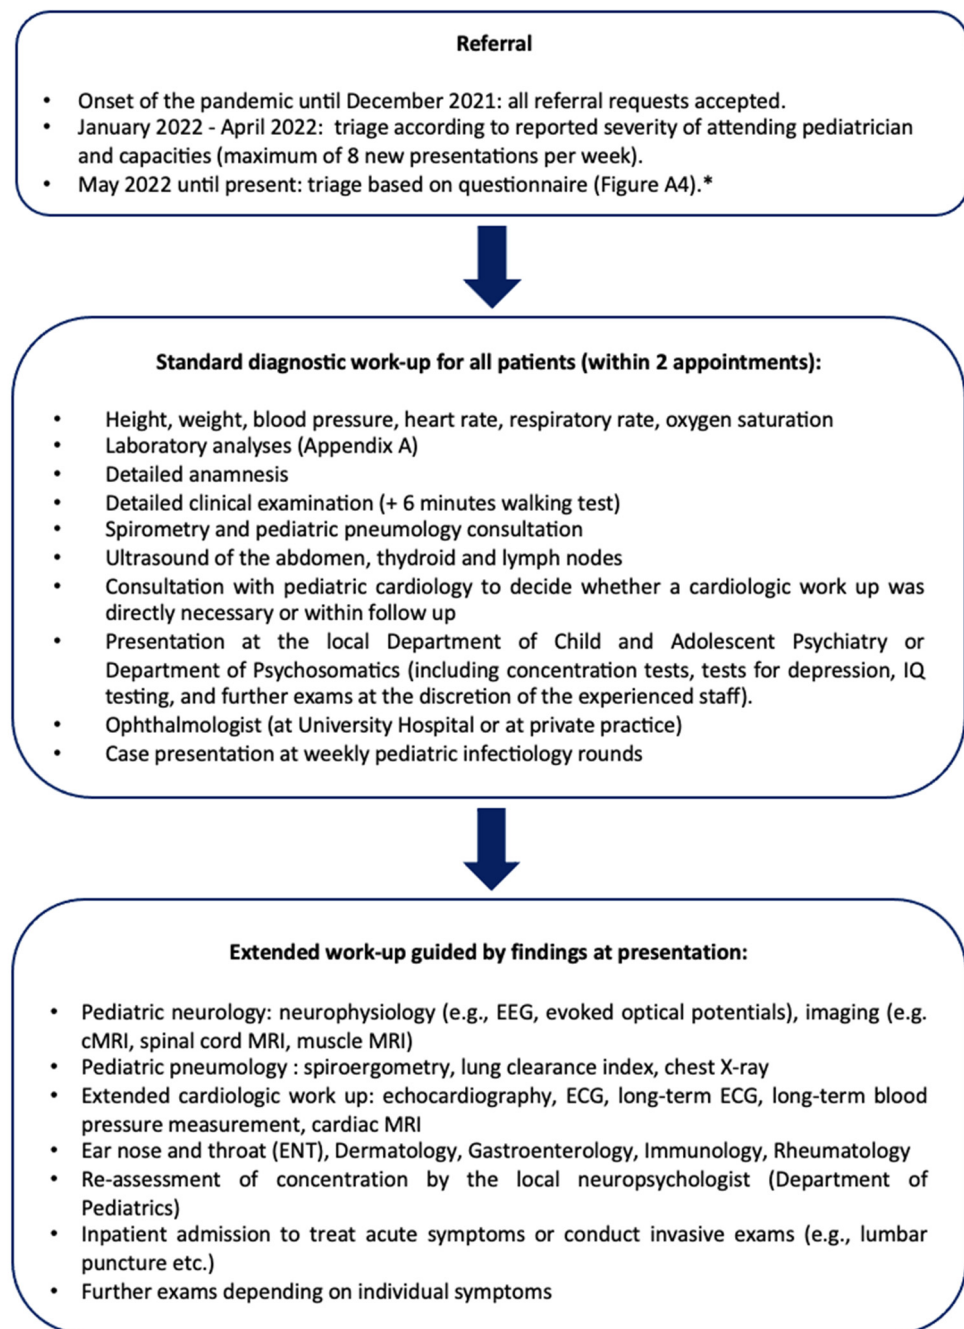 Referral
• Onset of the pandemic until December 2021: all referral requests accepted.
• January 2022 - April 2022: triage according to reported severity of attending pediatrician
and capacities (maximum of 8 new presentations per week).
• May 2022 until present: triage based on questionnaire (Figure A4).*
Standard diagnostic work-up for all patients (within 2 appointments):
• Height, weight, blood pressure, heart rate, respiratory rate, oxygen saturation
• Laboratory analyses (Appendix A)
• Detailed anamnesis
• Detailed clinical examination (+ 6 minutes walking test)
• Spirometry and pediatric pneumology consultation
• Ultrasound of the abdomen, thydroid and lymph nodes
• Consultation with pediatric cardiology to decide whether a cardiologic work up was
directly necessary or within follow up
• Presentation at the local Department of Child and Adolescent Psychiatry or
Department of Psychosomatics (including concentration tests, tests for depression, IQ
testing, and further exams at the discretion of the experienced staff).
• Ophthalmologist (at University Hospital or at private practice)
• Case presentation at weekly pediatric infectiology rounds
Extended work-up guided by findings at presentation:
• Pediatric neurology: neurophysiology (e.g., EEG, evoked optical potentials), imaging (e.g.
cMRI, spinal cord MRI, muscle MRI)
• Pediatric pneumology : spiroergometry, lung clearance index, chest X-ray
• Extended cardiologic work up: echocardiography, ECG, long-term ECG, long-term blood
pressure measurement, cardiac MRI
• Ear nose and throat (ENT), Dermatology, Gastroenterology, Immunology, Rheumatology
• Re-assessment of concentration by the local neuropsychologist (Department of
Pediatrics)
• Inpatient admission to treat acute symptoms or conduct invasive exams (e.g., lumbar
puncture etc.)
• Further exams depending on individual symptoms